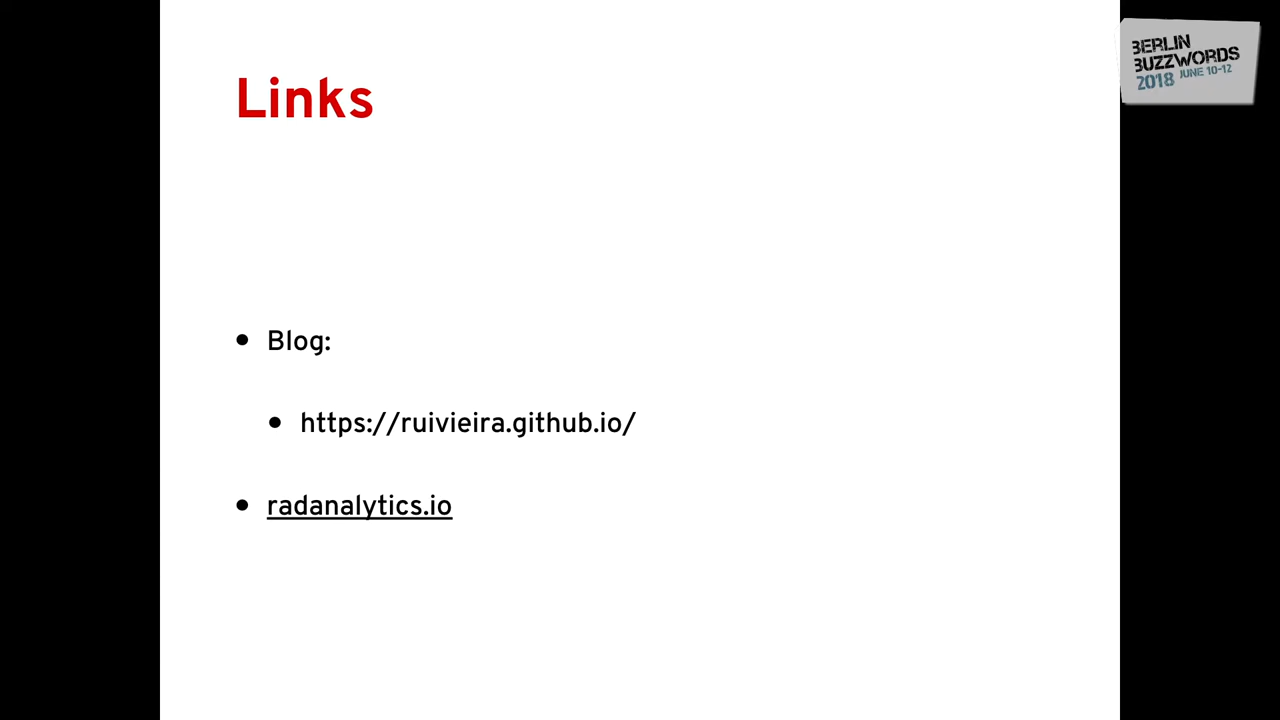 Links
BERLIN
BUZZWORDS
2018 JUNE 10-12
Blog:
https://ruivieira.github.io/
radanalytics.io